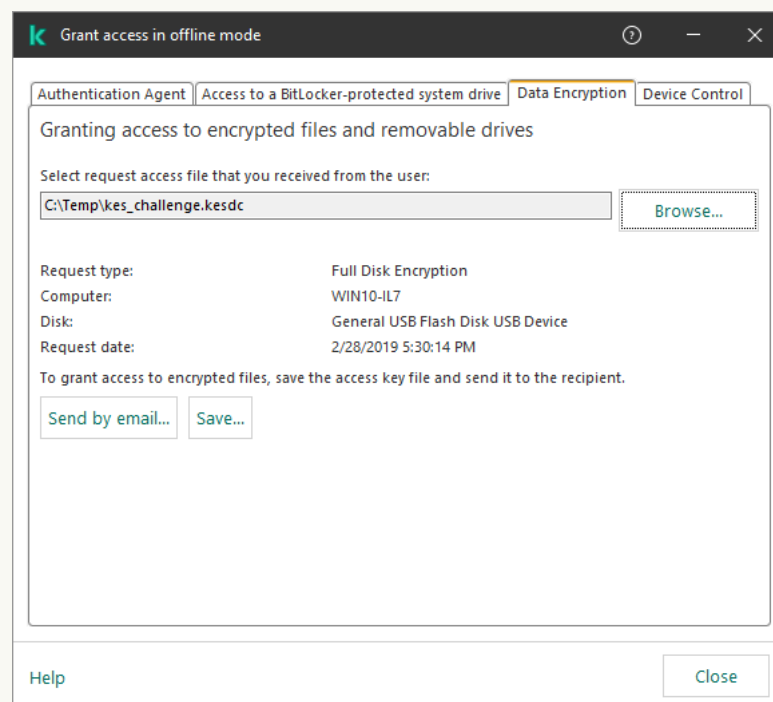 Grant access in offline mode
Authentication Agent Access to a BitLocker-protected system drive Data Encryption Device Control
Granting access to encrypted files and removable drives
Select request access file that you received from the user:
C:\Temp\kes_challenge.kesdc Browse...
Request type: Full Disk Encryption
Computer: WIN10-IL7
Disk: General USB Flash Disk USB Device
Request date: 2/28/2019 5:30:14 PM
To grant access to encrypted files, save the access key file and send it to the recipient.
Send by email... Save...
Help Close